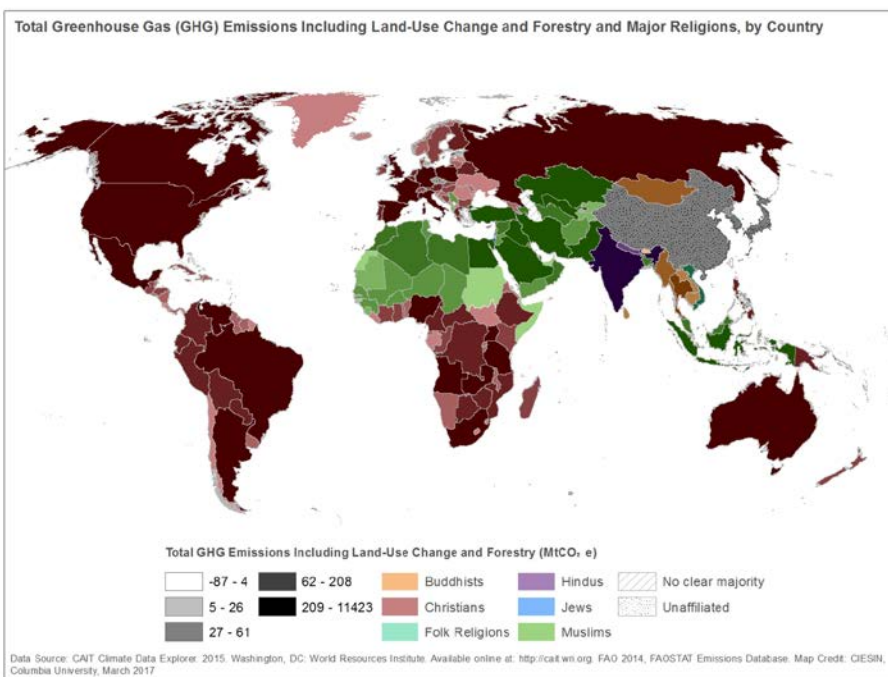 Total Greenhouse Gas (GHG) Emissions Including Land-Use Change and Forestry and Major Religions, by Country
Total GHG Emissions Including Land-Use Change and Forestry (MtCO₂ e)
-87 - 4
62 - 208
Buddhists
Hindus
No clear majority
5 - 26
209 - 11423
Christians
Jews
Unaffiliated
27 - 61
Folk Religions
Muslims
Data Source: CAIT Climate Data Explorer. 2015. Washington, DC: World Resources Institute. Available online at: http://cait.wri.org. FAO 2014, FAOSTAT Emissions Database. Map Credit: CIESIN,
Columbia University, March 2017